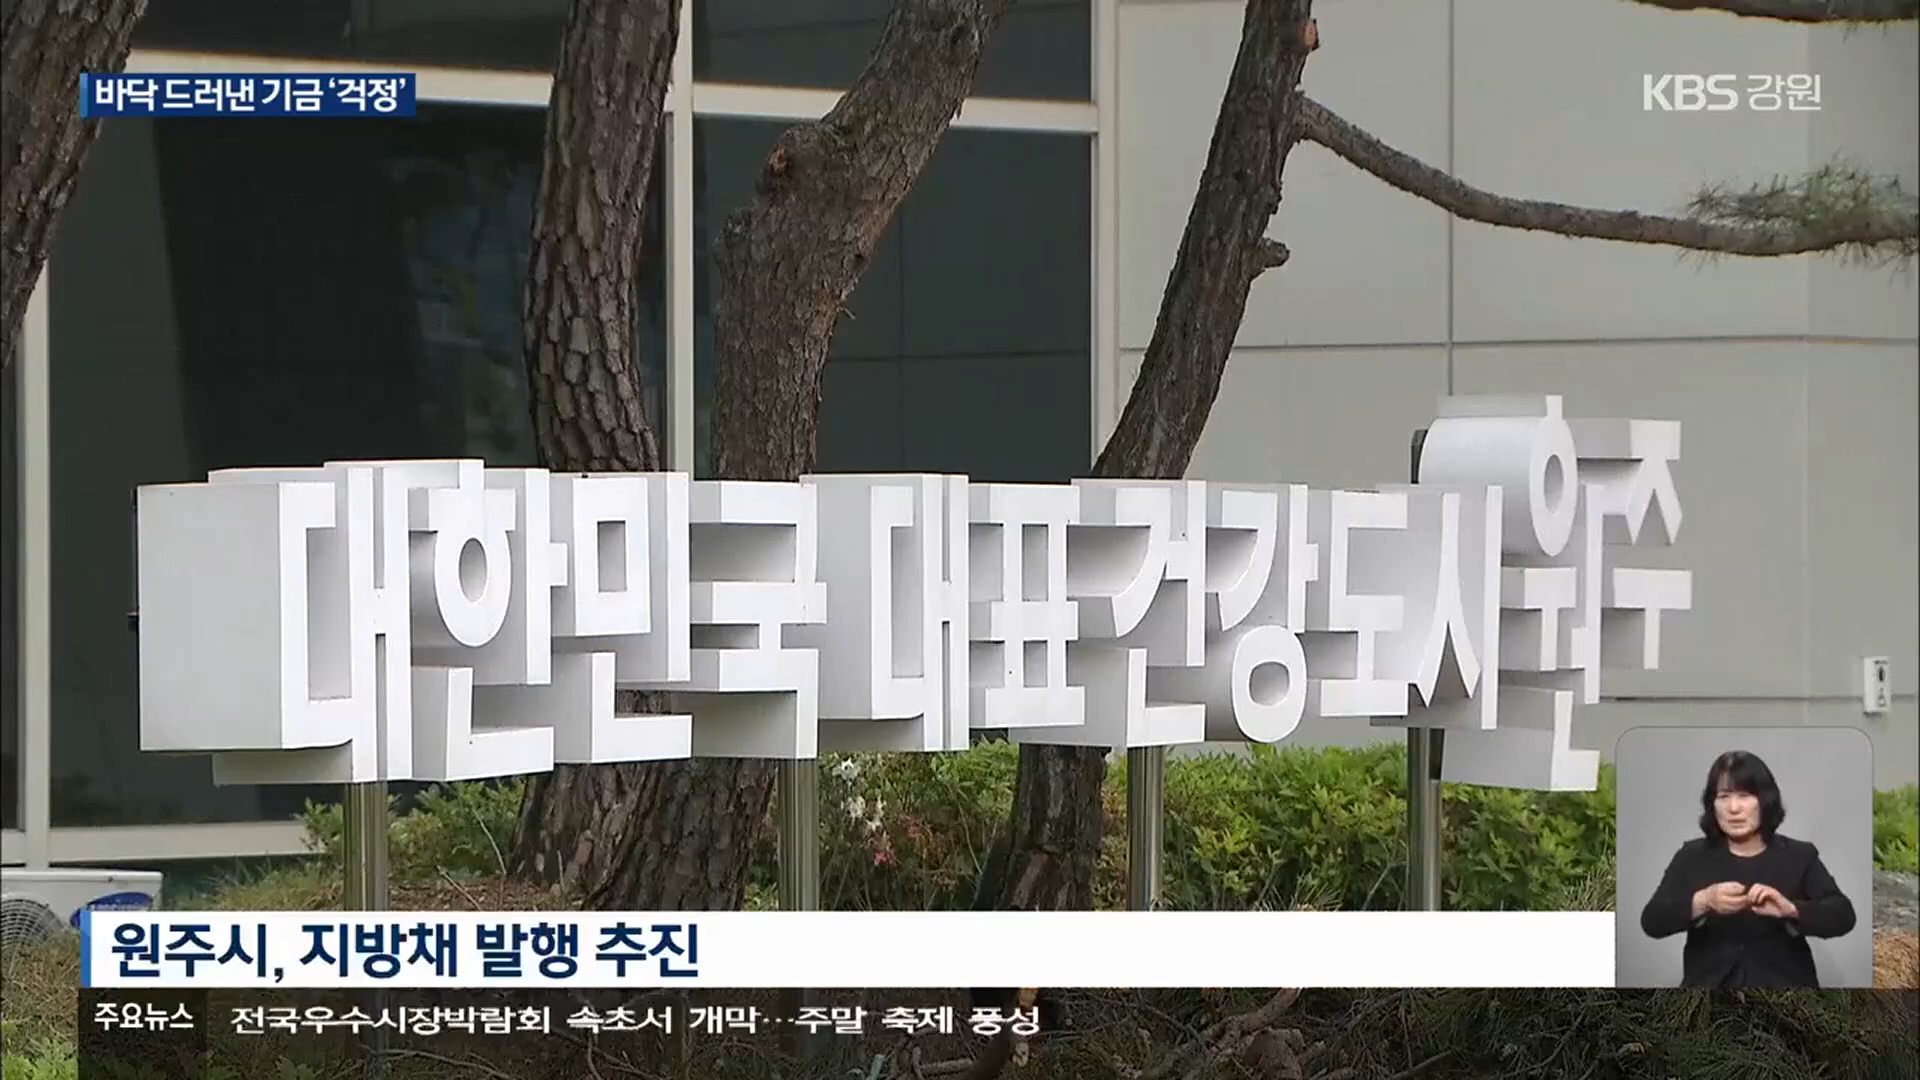 바닥 드러낸 기금 ‘걱정’
KBS 강원
대한민국 대표 건강도시 원주
원주시, 지방채 발행 추진
주요뉴스 전국우수시장박람회 속초서 개막…주말 축제 풍성